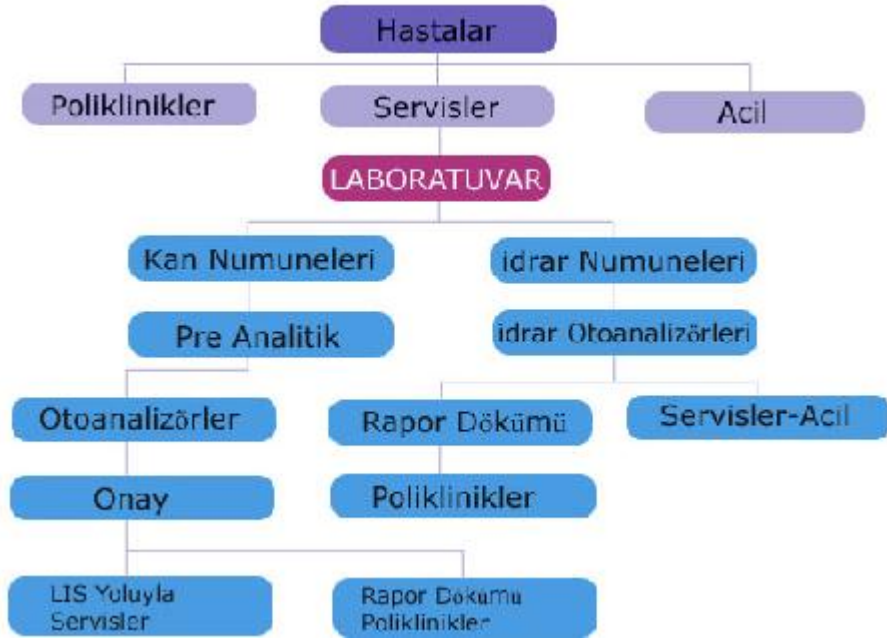 Hastalar
Poliklinikler
Servisler
Acil
LABORATUVAR
Kan Numuneleri
idrar Numuneleri
Pre Analitik
idrar Otoanalizörleri
Otoanalizörler
Rapor Dökümü
Servisler-Acil
Onay
Poliklinikler
LIS Yoluyla
Servisler
Rapor Dökümü
Poliklinikler